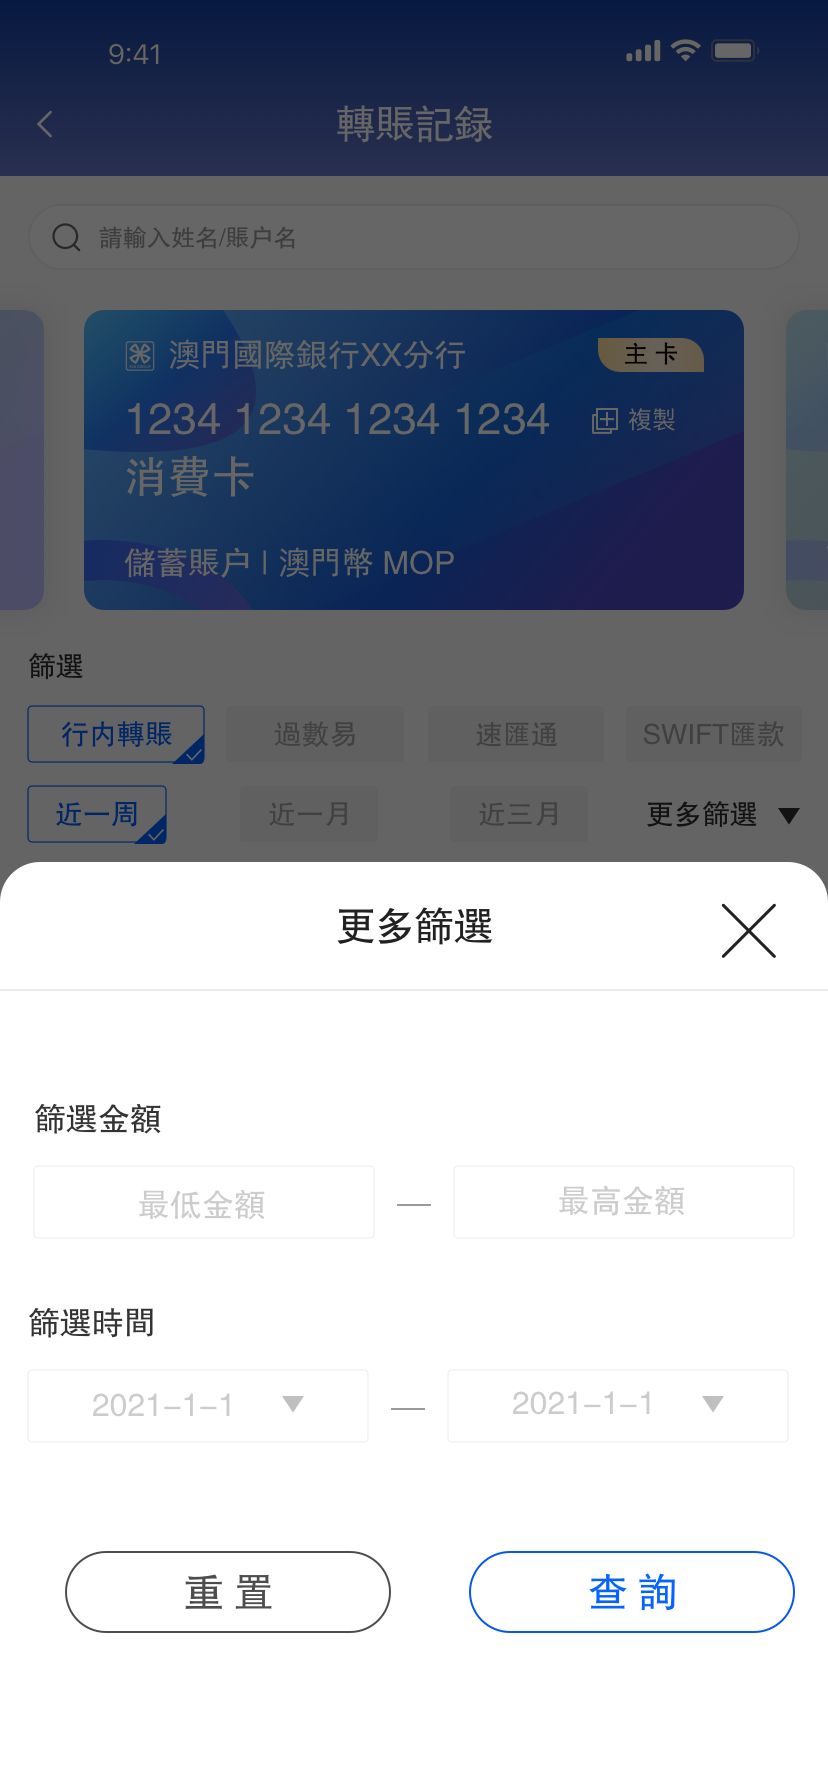 9:41
轉賬記録
請輸入姓名/賬户名
澳門國際銀行XX分行
主 卡
1234 1234 1234 1234
複製
消費卡
儲蓄賬户 | 澳門幣 MOP
篩選
行内轉賬
過數易
速匯通
SWIFT匯款
近一周
近一月
近三月
更多篩選
更多篩選
篩選金額
最低金額 — 最高金額
篩選時間
2021-1-1 — 2021-1-1
重 置
查 詢